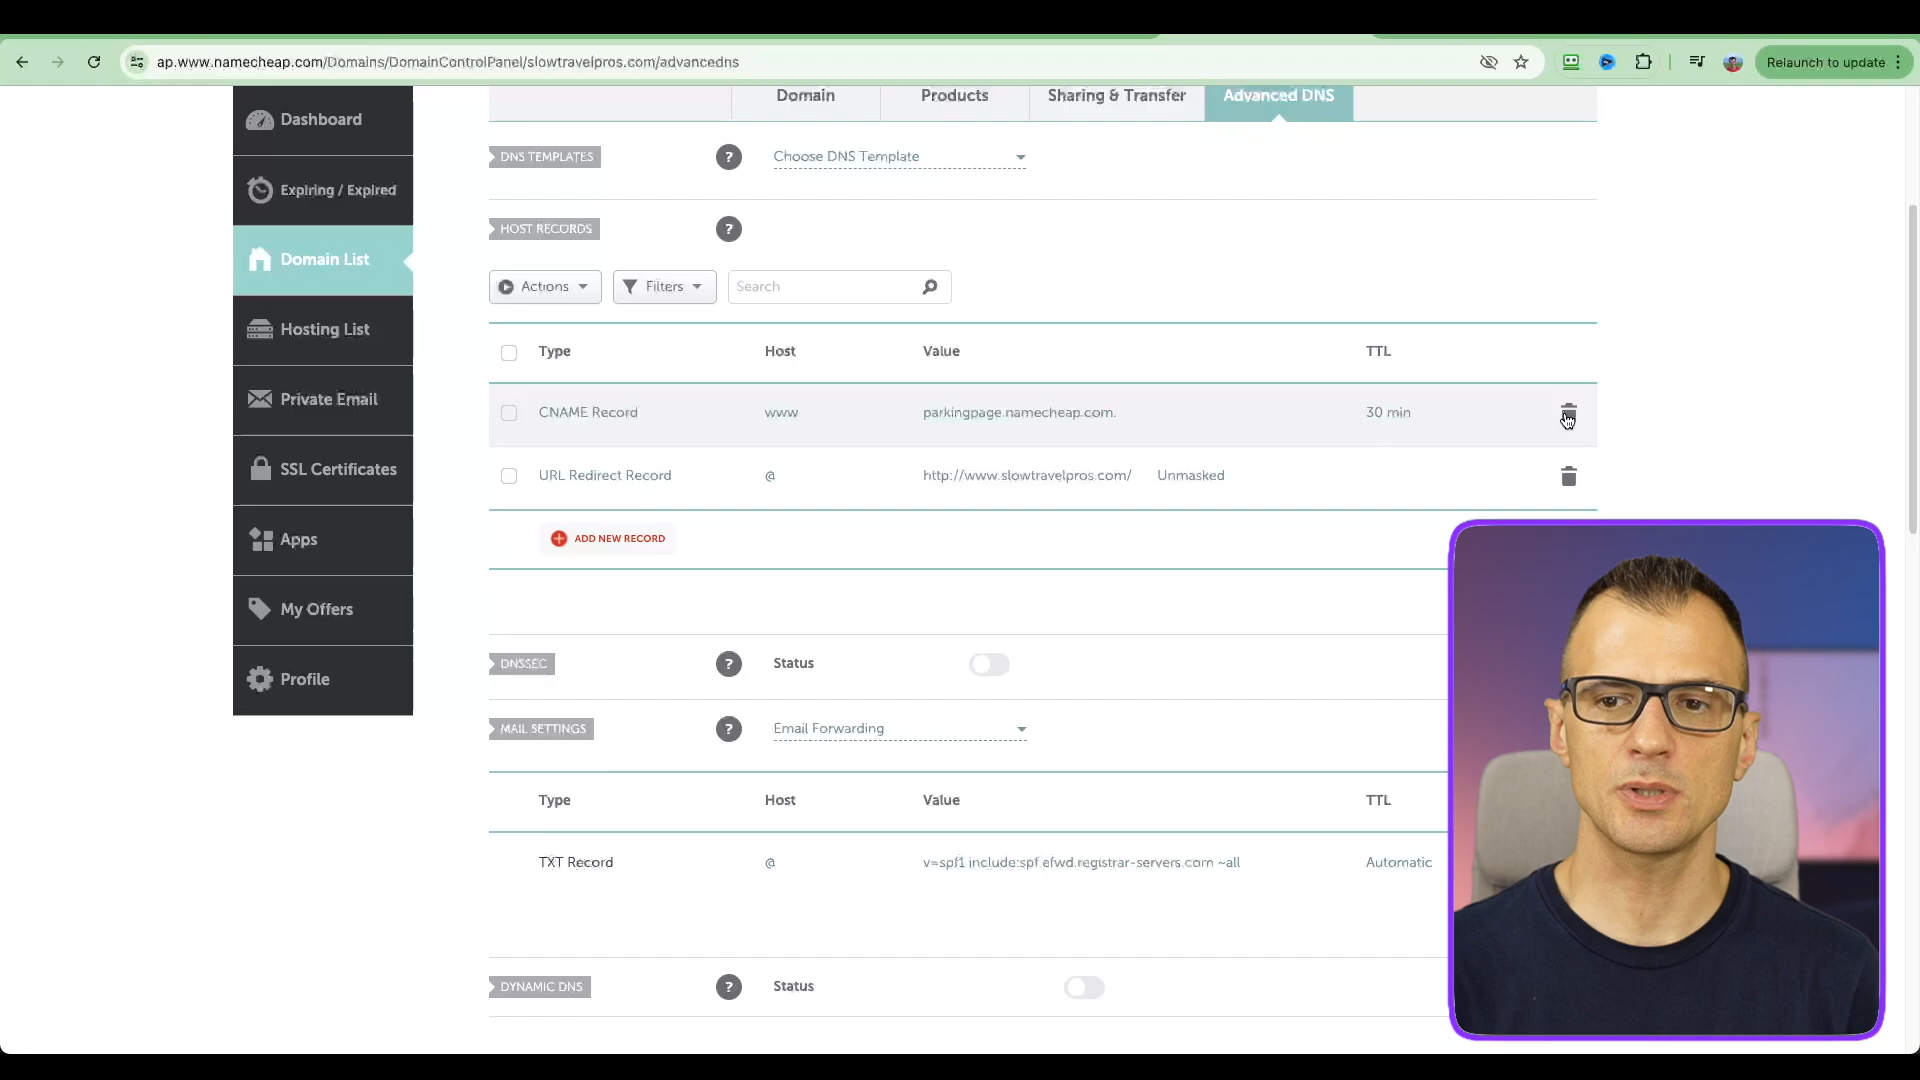 ap.www.namecheap.com/Domains/DomainControlPanel/slowtravelpros.com/advancedns
Relaunch to update
Domain Products Sharing & Transfer Advanced DNS
Dashboard
Expiring / Expired
Domain List
Hosting List
Private Email
SSL Certificates
Apps
My Offers
Profile
DNS TEMPLATES ? Choose DNS Template
HOST RECORDS ?
Actions Filters Search
Type Host Value TTL
CNAME Record www parkingpage.namecheap.com. 30 min
URL Redirect Record @ http://www.slowtravelpros.com/ Unmasked
ADD NEW RECORD
DNSSEC ? Status
MAIL SETTINGS ? Email Forwarding
Type Host Value TTL
TXT Record @ v=spf1 include:spf.efwd.registrar-servers.com ~all Automatic
DYNAMIC DNS ? Status